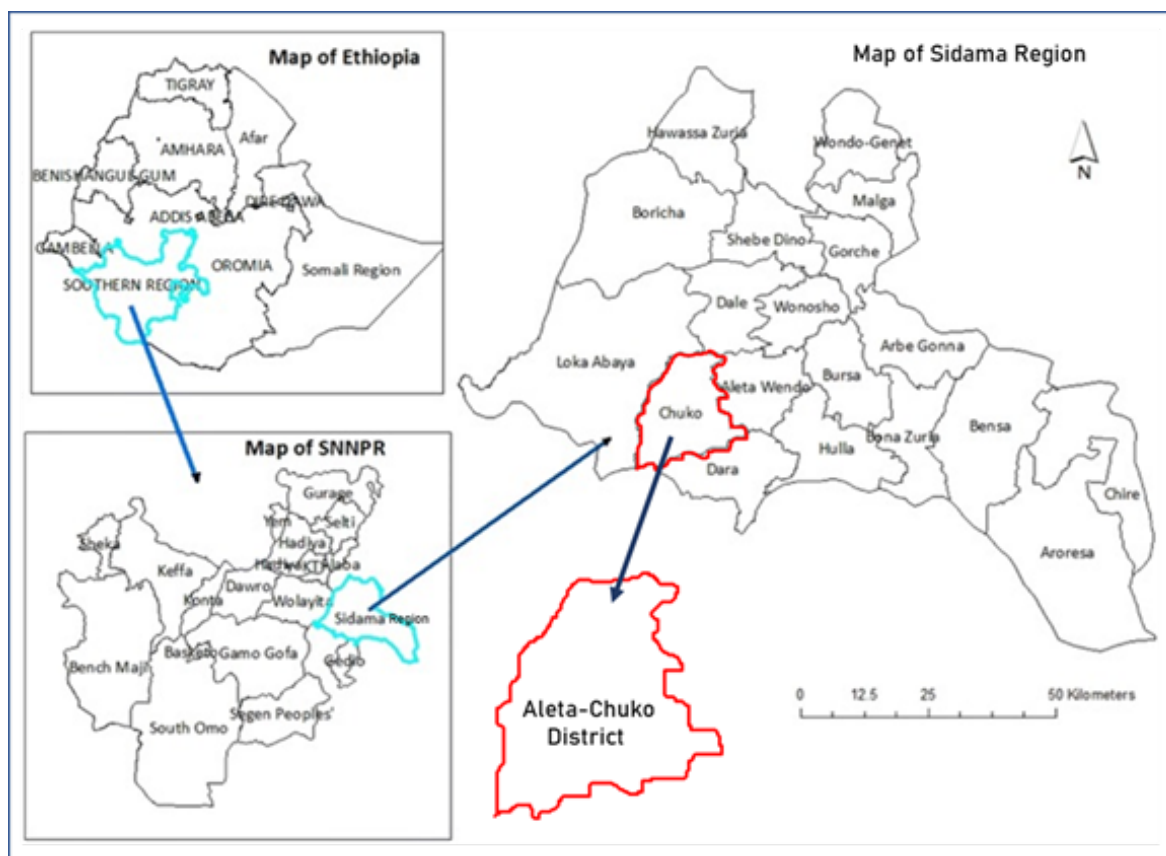 Map of Ethiopia
TIGRAY
Afar
AMHARA
BENISHANGUL-GUM
DIRE DAWA
ADDIS ABEBA
GAMBELLA
OROMIA
Somali Region
SOUTHERN REGION
Map of SNNPR
Gurage
Yem
Selti
Hadiya
Alaba
Sheka
Keffa
Dawro
Konta
Wolayita
Sidama Region
Basketo
Gamo Gofa
Gedio
Bench Maji
Segen Peoples'
South Omo
Map of Sidama Region
N
Hawassa Zuria
Wondo-Genet
Malga
Boricha
Shebe Dino
Gorche
Dale
Wonosho
Arbe Gonna
Loka Abaya
Aleta Wendo
Bursa
Chuko
Bensa
Hulla
Bona Zuria
Dara
Chire
Aroresa
0 12.5 25 50 Kilometers
Aleta-Chuko
District